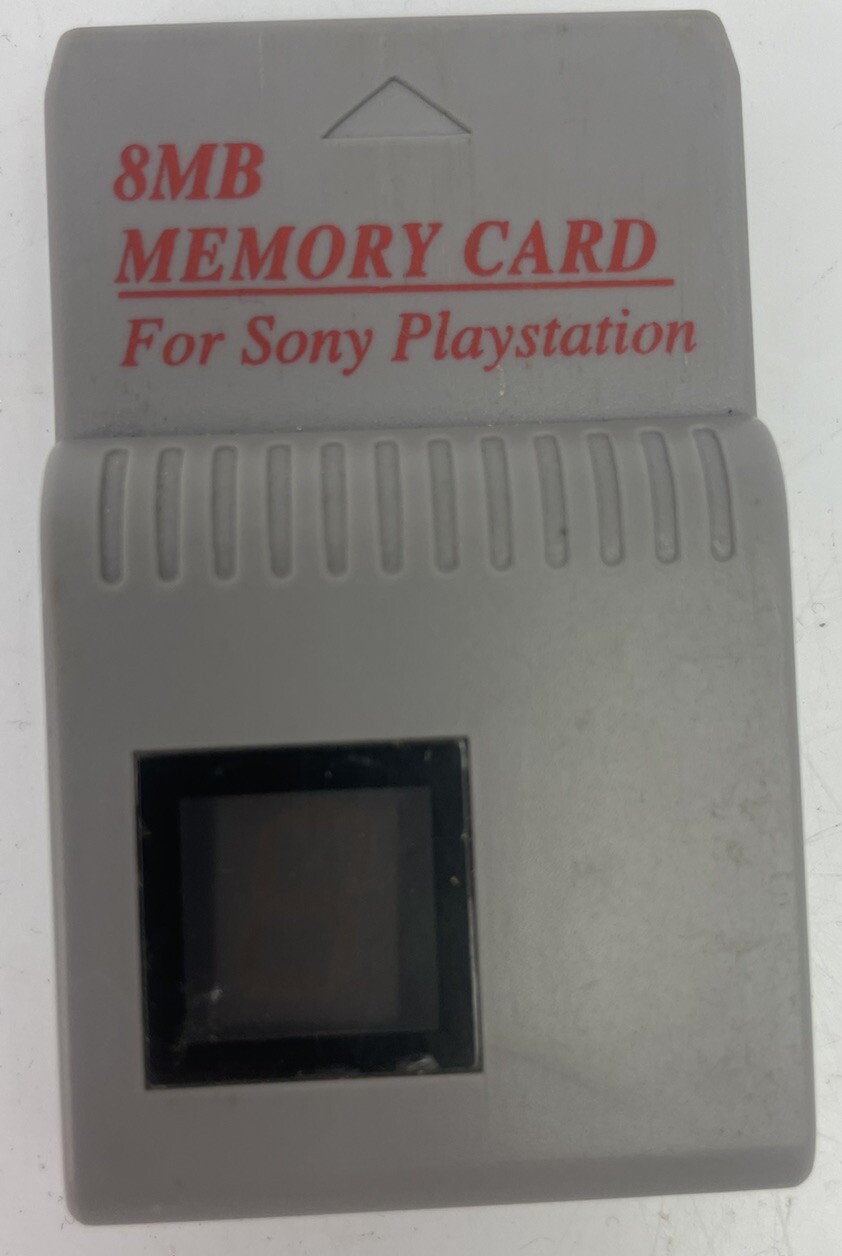 8MB
MEMORY CARD
For Sony Playstation